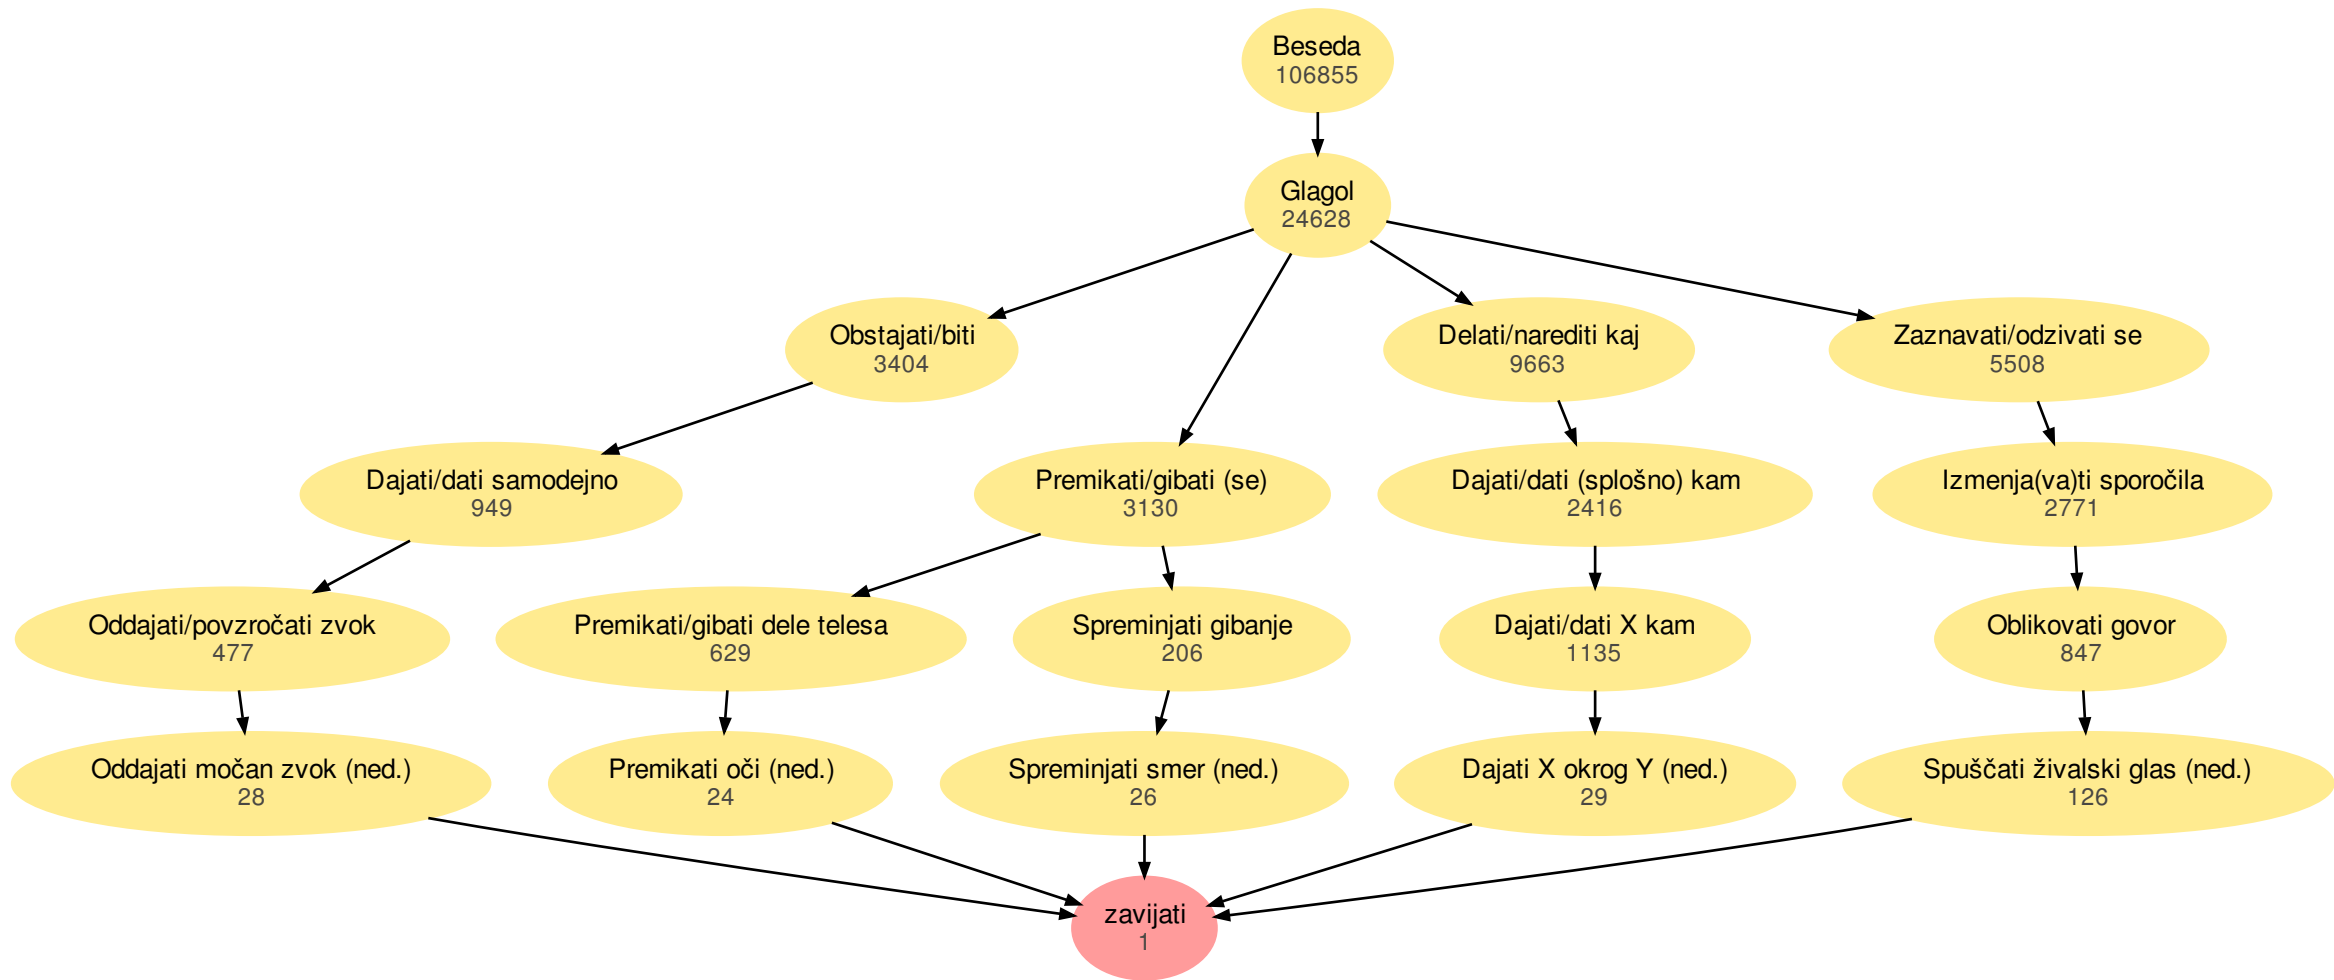 Beseda
106855
Glagol
24628
Obstajati/biti
3404
Delati/narediti kaj
9663
Zaznavati/odzivati se
5508
Dajati/dati samodejno
949
Premikati/gibati (se)
3130
Dajati/dati (splošno) kam
2416
Izmenja(va)ti sporočila
2771
Oddajati/povzročati zvok
477
Premikati/gibati dele telesa
629
Spreminjati gibanje
206
Dajati/dati X kam
1135
Oblikovati govor
847
Oddajati močan zvok (ned.)
28
Premikati oči (ned.)
24
Spreminjati smer (ned.)
26
Dajati X okrog Y (ned.)
29
Spuščati živalski glas (ned.)
126
zavijati
1